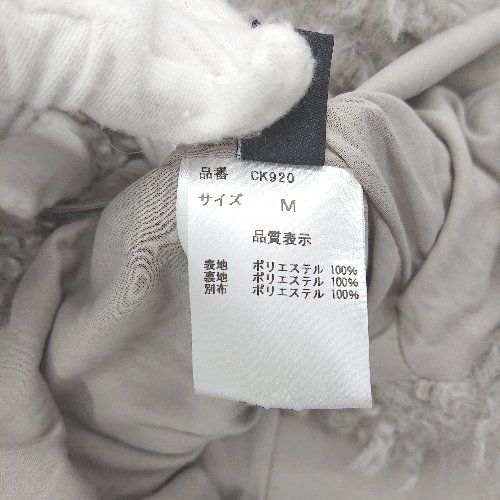 品番 CK920
サイズ M
品質表示
表地 ポリエステル 100%
裏地 ポリエステル 100%
別布 ポリエステル 100%